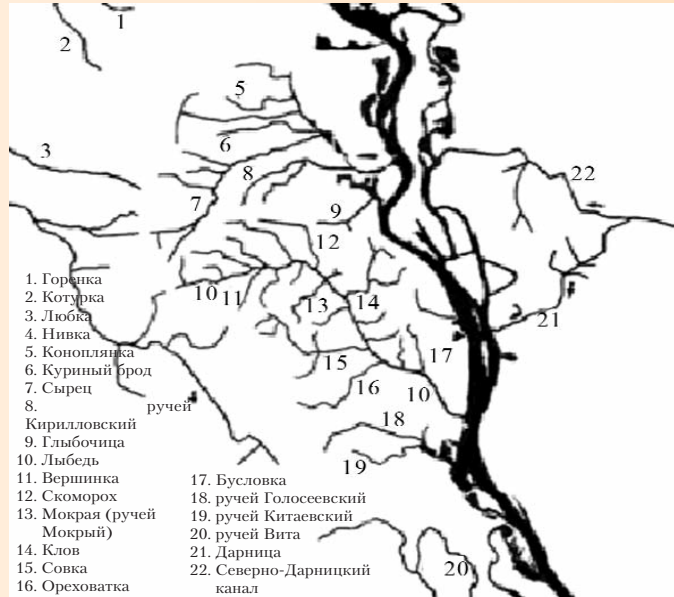 1
2
5
3
6
22
8
7
9
12
10
11
13
14
21
15
17
16
10
18
19
20
1. Горенка
2. Котурка
3. Любка
4. Нивка
5. Коноплянка
6. Куриный брод
7. Сырец
8. ручей
Кирилловский
9. Глыбочица
10. Лыбедь
11. Вершинка
12. Скоморох
13. Мокрая (ручей
Мокрый)
14. Клов
15. Совка
16. Ореховатка
17. Бусловка
18. ручей Голосеевский
19. ручей Китаевский
20. ручей Вита
21. Дарница
22. Северно-Дарницкий
канал